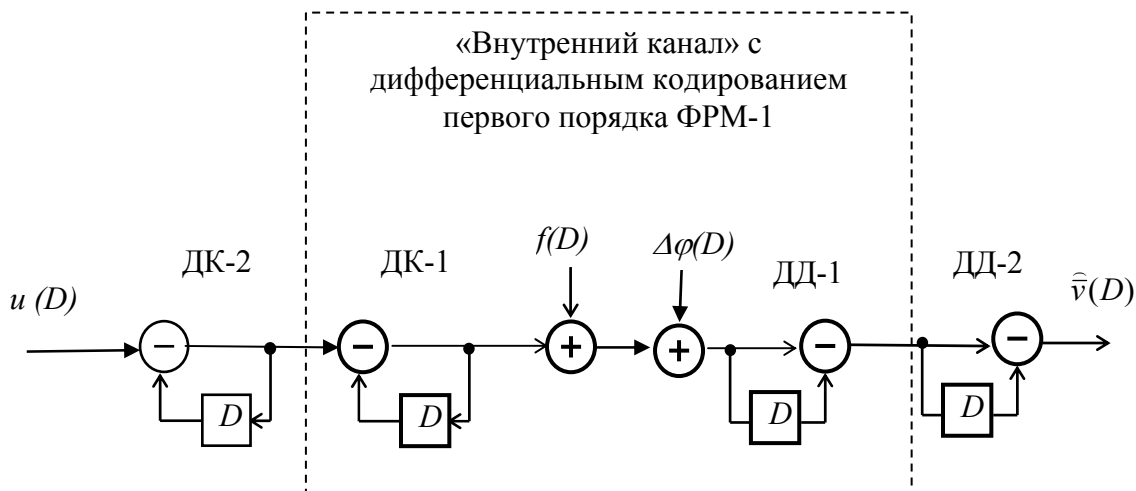 «Внутренний канал» с
дифференциальным кодированием
первого порядка ФРМ-1
ДК-2
ДК-1
f(D)
Δφ(D)
ДД-1
ДД-2
u (D)
v̂(D)
− − + + − −
D D D D